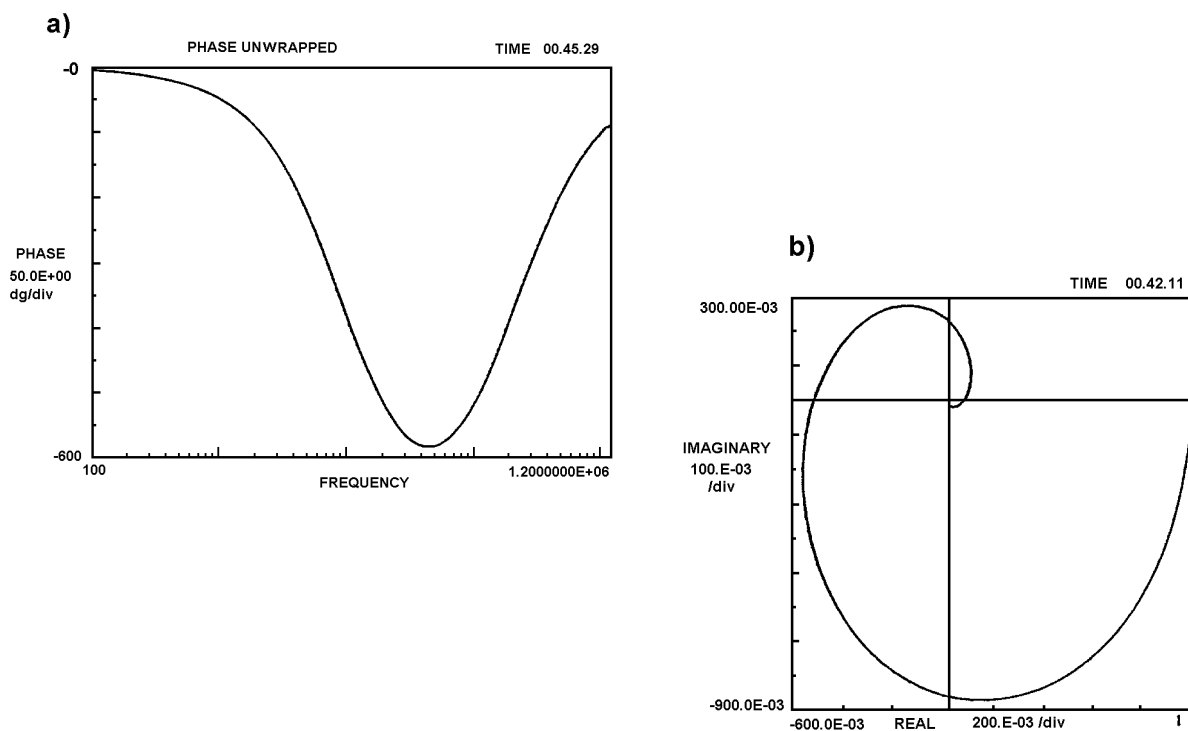 a)
PHASE UNWRAPPED TIME 00.45.29
-0
PHASE
50.0E+00
dg/div
-600
100 1.2000000E+06
FREQUENCY
b)
TIME 00.42.11
300.00E-03
IMAGINARY
100.E-03
/div
-900.0E-03
-600.0E-03 REAL 200.E-03 /div 1